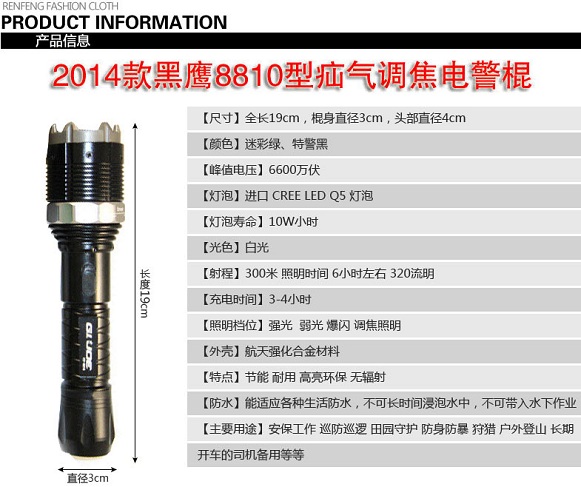 RENFENG FASHION CLOTH
PRODUCT INFORMATION
产品信息
2014款黑鹰8810型疝气调焦电警棍
【尺寸】全长19cm，棍身直径3cm，头部直径4cm
【颜色】迷彩绿、特警黑
【峰值电压】6600万伏
【灯泡】进口 CREE LED Q5 灯泡
【灯泡寿命】10W小时
【光色】白光
【射程】300米 照明时间 6小时左右 320流明
【充电时间】3-4小时
【照明档位】强光 弱光 爆闪 调焦照明
【外壳】航天强化合金材料
【特点】节能 耐用 高亮环保 无辐射
【防水】能适应各种生活防水，不可长时间浸泡水中，不可带入水下作业
【主要用途】安保工作 巡防巡逻 田园守护 防身防暴 狩猎 户外登山 长期
开车的司机备用等等
长度19cm
直径3cm